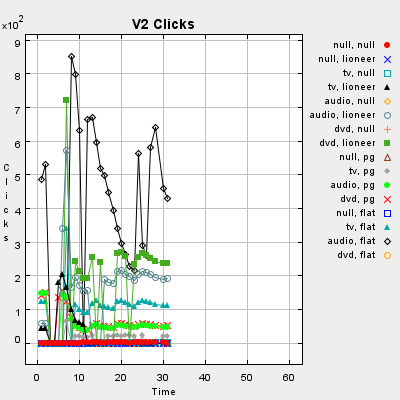 V2 Clicks
x10²
9
8
7
6
5
4
3
2
1
0
Clicks
0 10 20 30 40 50 60
Time
null, null
null, lioneer
tv, null
tv, lioneer
audio, null
audio, lioneer
dvd, null
dvd, lioneer
null, pg
tv, pg
audio, pg
dvd, pg
null, flat
tv, flat
audio, flat
dvd, flat